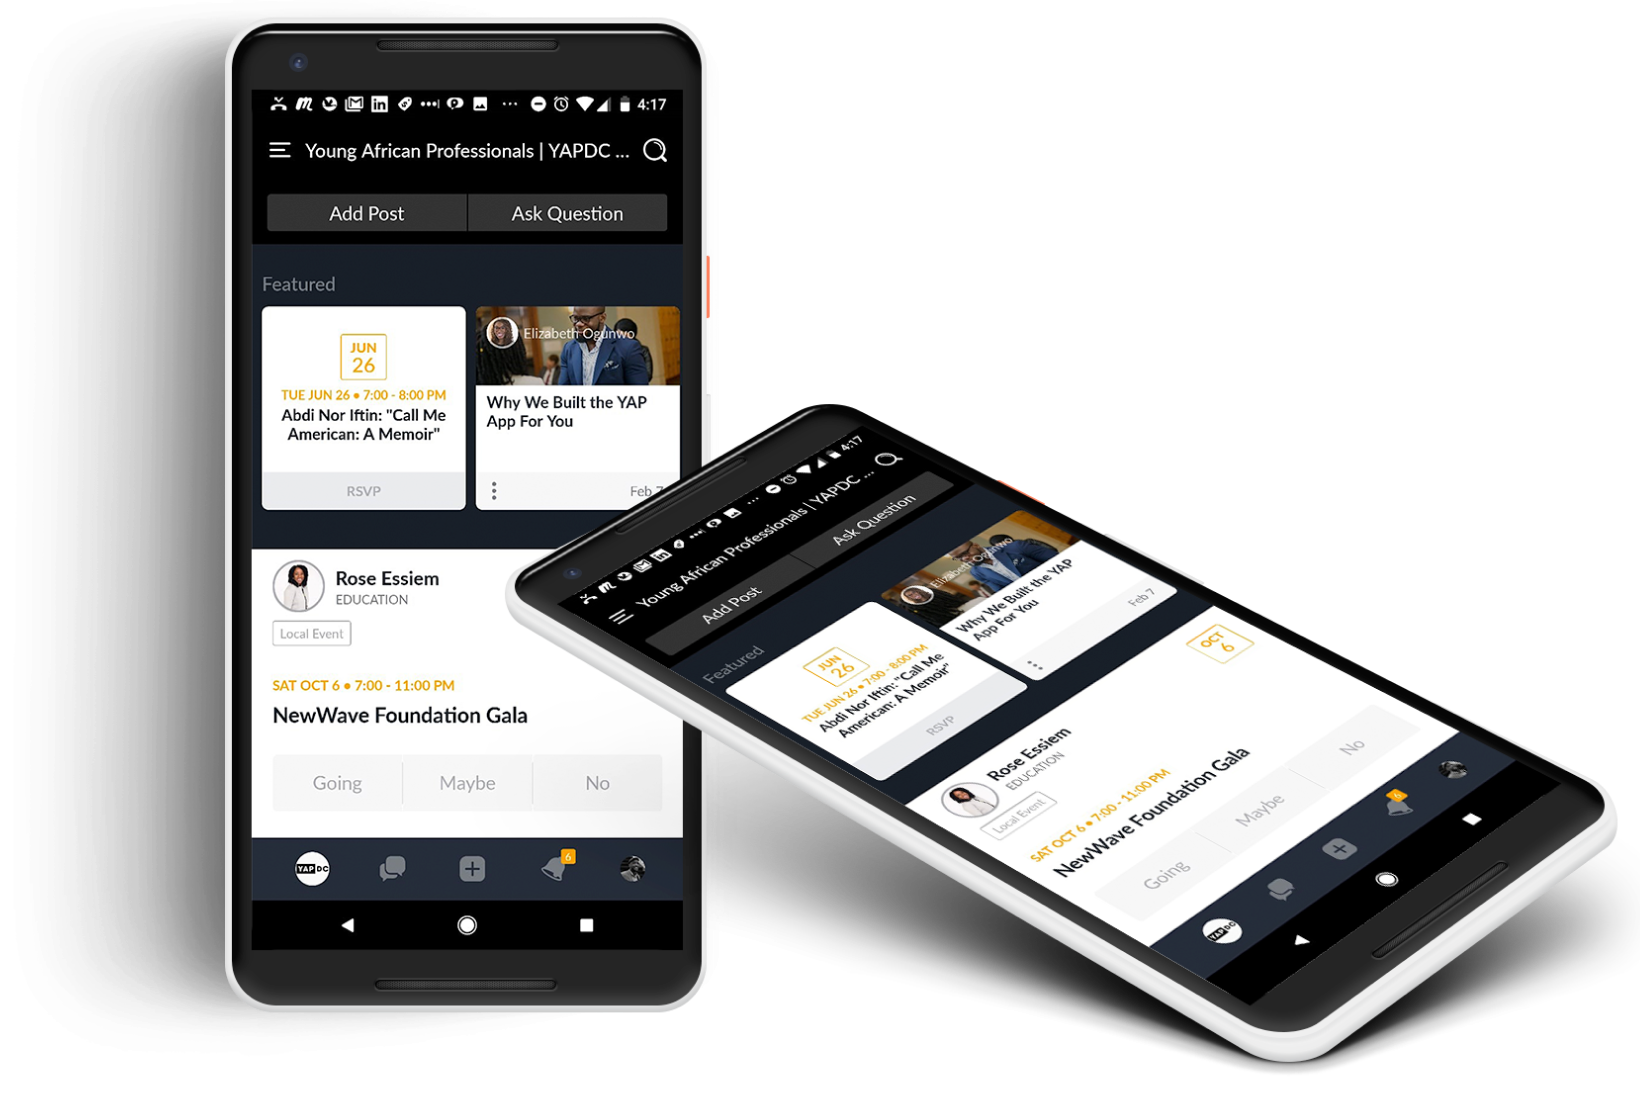 4:17
Young African Professionals | YAPDC ...
Add Post
Ask Question
Featured
JUN
26
TUE JUN 26 • 7:00 - 8:00 PM
Abdi Nor Iftin: "Call Me
American: A Memoir"
RSVP
Elizabeth Ogunwo
Why We Built the YAP
App For You
Feb 7
Rose Essiem
EDUCATION
Local Event
SAT OCT 6 • 7:00 - 11:00 PM
NewWave Foundation Gala
Going
Maybe
No
YAPDC
6
4:17
Young African Professionals | YAPDC ...
Add Post
Ask Question
Featured
JUN
26
TUE JUN 26 • 7:00 - 8:00 PM
Abdi Nor Iftin: "Call Me
American: A Memoir"
RSVP
Elizabeth Ogunwo
Why We Built the YAP
App For You
Feb 7
OCT
6
Rose Essiem
EDUCATION
Local Event
SAT OCT 6 • 7:00 - 11:00 PM
NewWave Foundation Gala
Going
Maybe
No
YAPDC
6